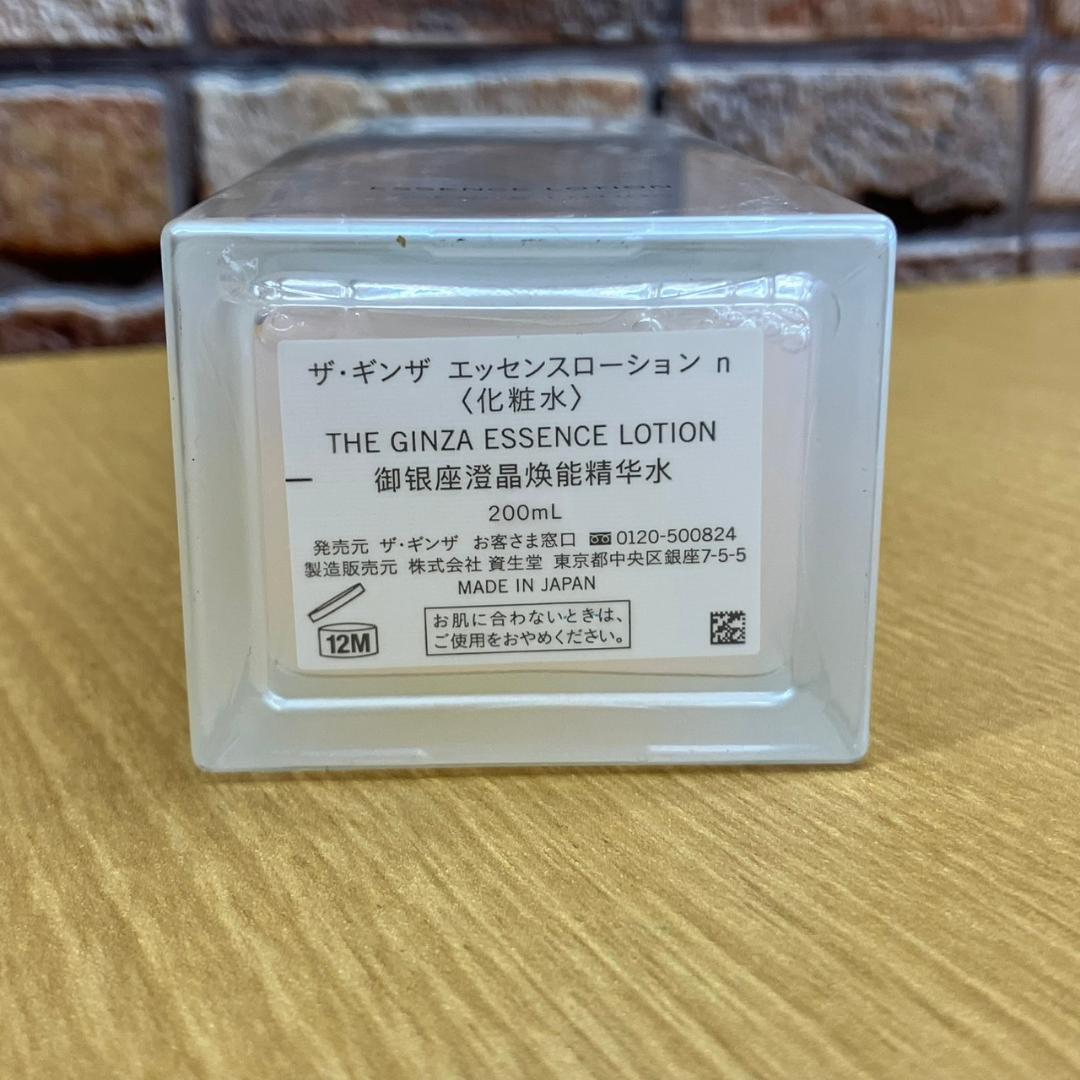 ESSENCE LOTION
ザ・ギンザ エッセンスローション n
〈化粧水〉
THE GINZA ESSENCE LOTION
御银座澄晶焕能精华水
200mL
発売元 ザ・ギンザ お客さま窓口 0120-500824
製造販売元 株式会社 資生堂 東京都中央区銀座7-5-5
MADE IN JAPAN
12M
お肌に合わないときは、
ご使用をおやめください。